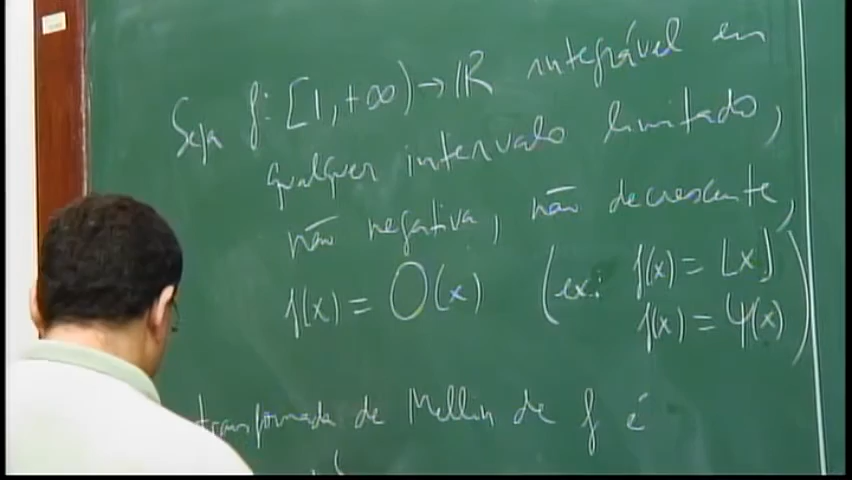 Seja f: [1, +∞) → ℝ integrável em
qualquer intervalo limitado,
não negativa, não decrescente,
f(x) = O(x) (ex: f(x) = ⌊x⌋
f(x) = ψ(x))
transformada de Mellin de f é